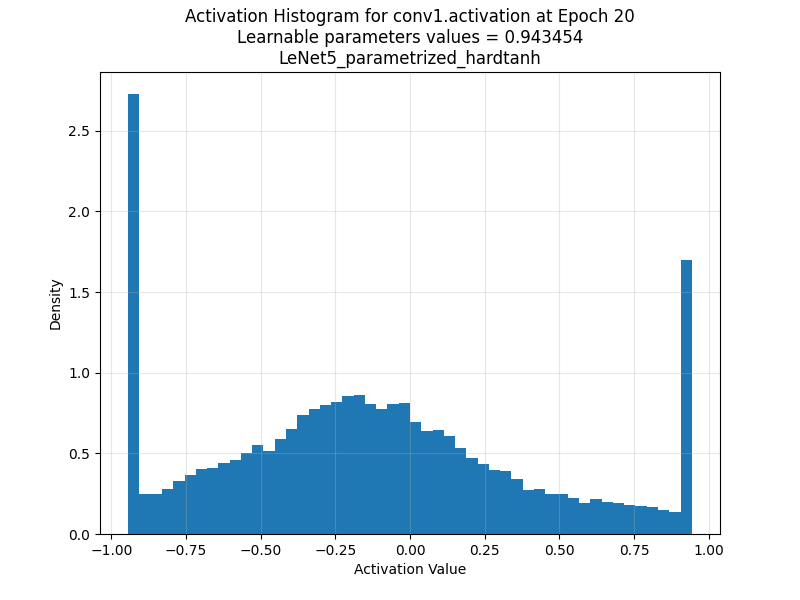 Activation Histogram for conv1.activation at Epoch 20
Learnable parameters values = 0.943454
LeNet5_parametrized_hardtanh
2.5
2.0
1.5
1.0
0.5
0.0
Density
−1.00 −0.75 −0.50 −0.25 0.00 0.25 0.50 0.75 1.00
Activation Value